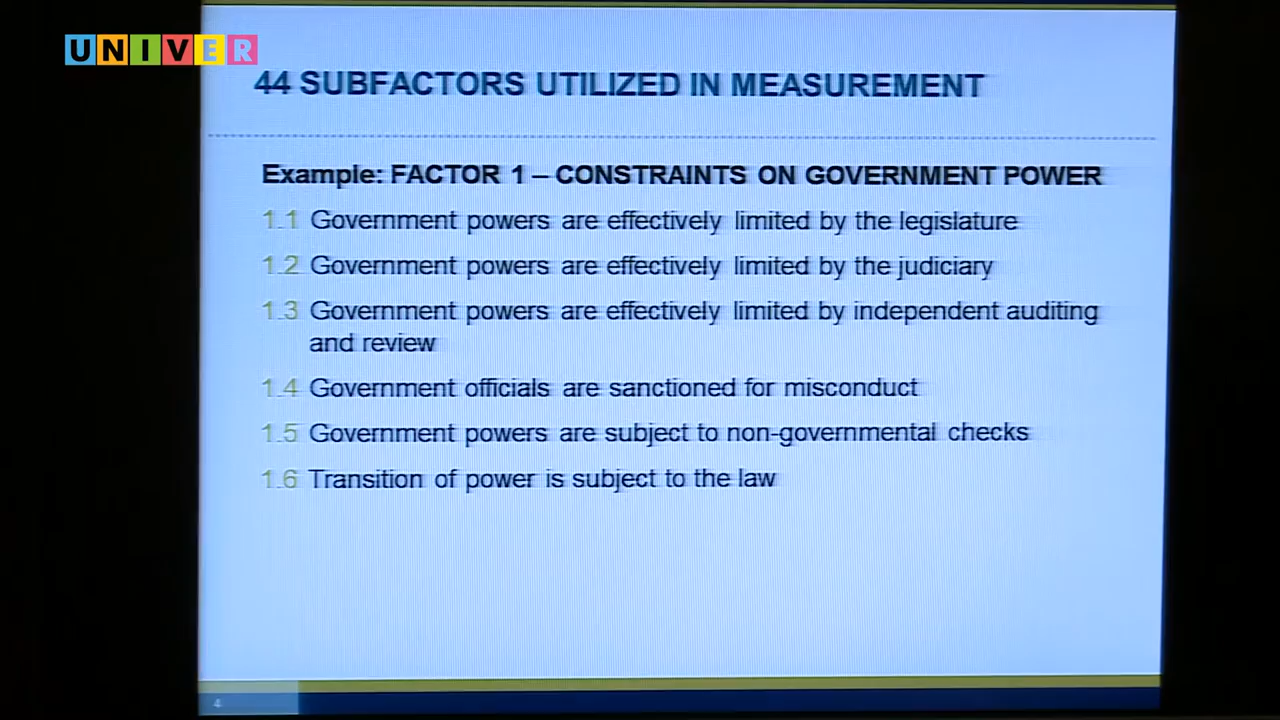 UNIVER
44 SUBFACTORS UTILIZED IN MEASUREMENT
Example: FACTOR 1 – CONSTRAINTS ON GOVERNMENT POWER
1.1 Government powers are effectively limited by the legislature
1.2 Government powers are effectively limited by the judiciary
1.3 Government powers are effectively limited by independent auditing
and review
1.4 Government officials are sanctioned for misconduct
1.5 Government powers are subject to non-governmental checks
1.6 Transition of power is subject to the law
4